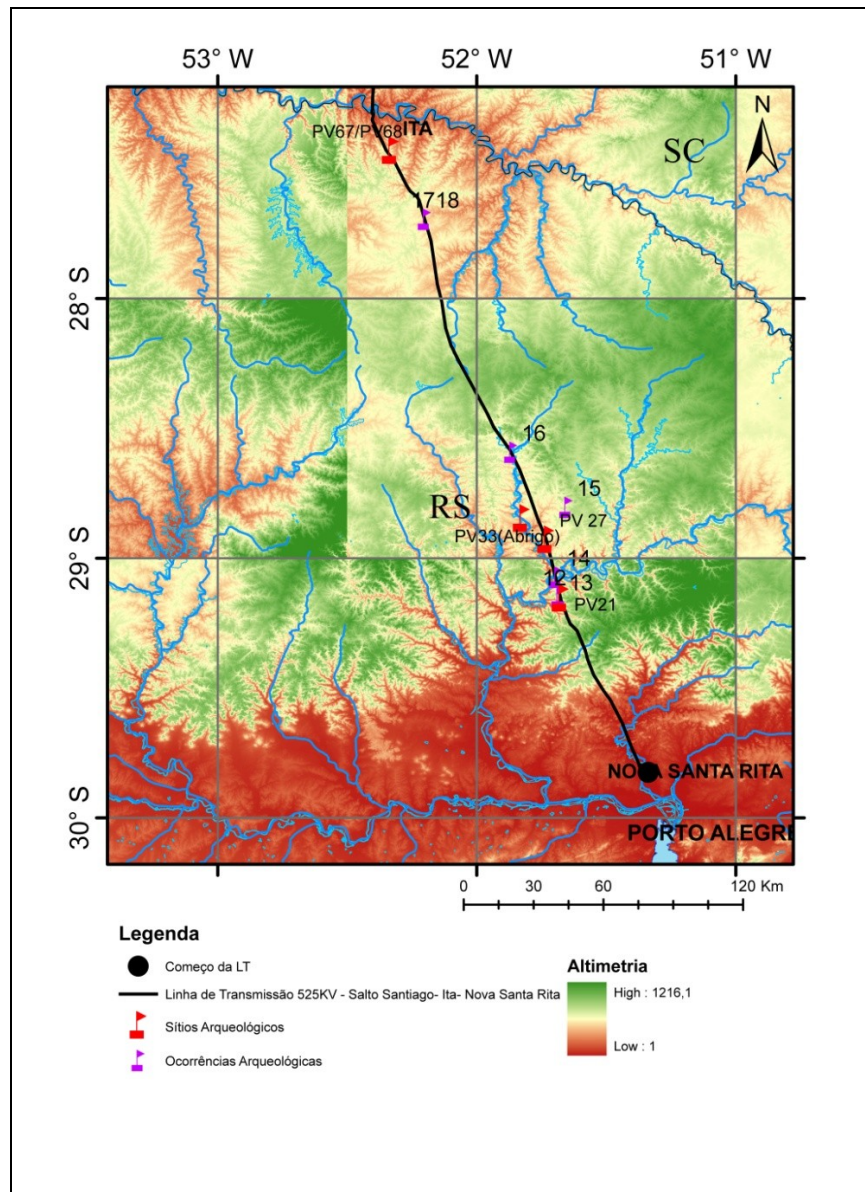 53° W 52° W 51° W
N
PV67/PV68 ITA
SC
1718
28° S
16
15
RS
PV 27
PV33(Abrigo)
29° S
14
12 13
PV21
NOVA SANTA RITA
30° S
PORTO ALEGRE
0 30 60 120 Km
Legenda
Começo da LT
Linha de Transmissão 525KV - Salto Santiago- Ita- Nova Santa Rita
Sítios Arqueológicos
Ocorrências Arqueológicas
Altimetria
High : 1216,1
Low : 1